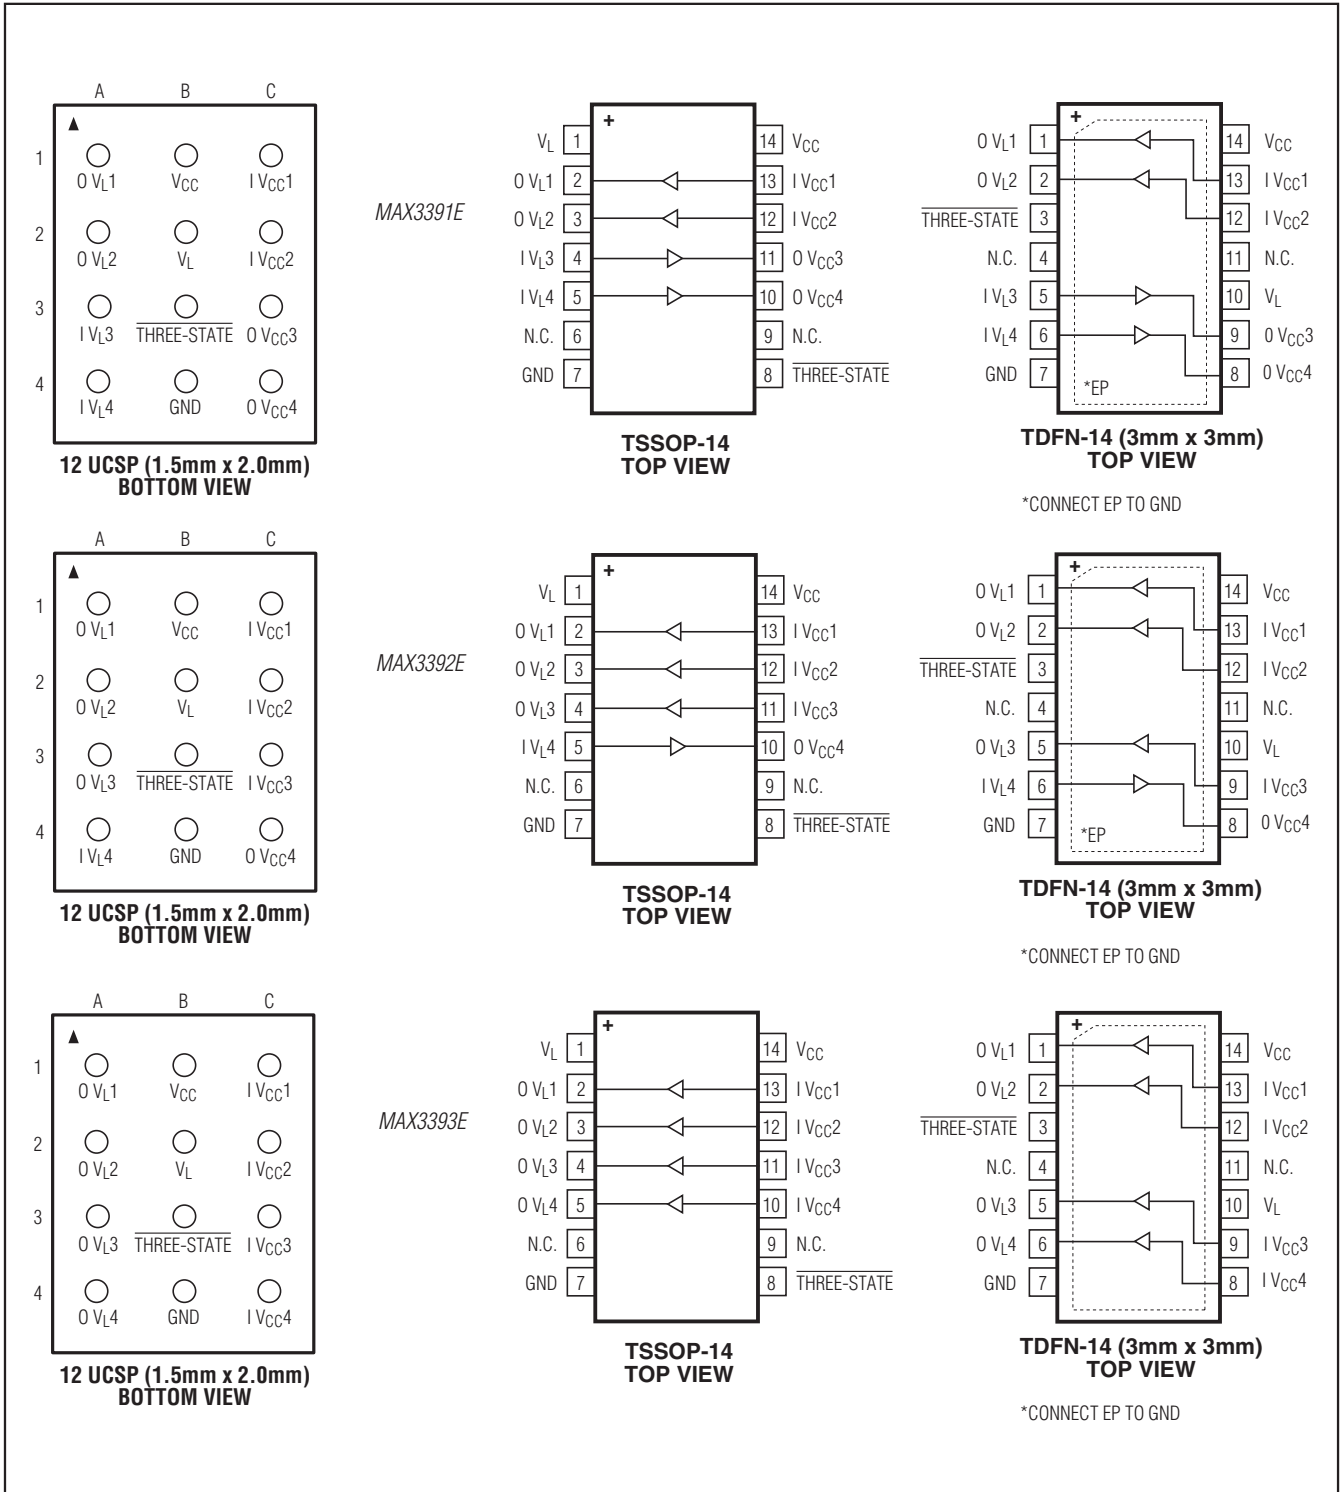 A B C
1
O VL1 VCC I VCC1
2
O VL2 VL I VCC2
3
I VL3 THREE-STATE O VCC3
4
I VL4 GND O VCC4
12 UCSP (1.5mm x 2.0mm)
BOTTOM VIEW
MAX3391E
+
VL 1 14 VCC
O VL1 2 13 I VCC1
O VL2 3 12 I VCC2
I VL3 4 11 O VCC3
I VL4 5 10 O VCC4
N.C. 6 9 N.C.
GND 7 8 THREE-STATE
TSSOP-14
TOP VIEW
+
O VL1 1 14 VCC
O VL2 2 13 I VCC1
THREE-STATE 3 12 I VCC2
N.C. 4 11 N.C.
I VL3 5 10 VL
I VL4 6 9 O VCC3
GND 7 8 O VCC4
*EP
TDFN-14 (3mm x 3mm)
TOP VIEW
*CONNECT EP TO GND
A B C
1
O VL1 VCC I VCC1
2
O VL2 VL I VCC2
3
O VL3 THREE-STATE I VCC3
4
I VL4 GND O VCC4
12 UCSP (1.5mm x 2.0mm)
BOTTOM VIEW
MAX3392E
+
VL 1 14 VCC
O VL1 2 13 I VCC1
O VL2 3 12 I VCC2
O VL3 4 11 I VCC3
I VL4 5 10 O VCC4
N.C. 6 9 N.C.
GND 7 8 THREE-STATE
TSSOP-14
TOP VIEW
+
O VL1 1 14 VCC
O VL2 2 13 I VCC1
THREE-STATE 3 12 I VCC2
N.C. 4 11 N.C.
O VL3 5 10 VL
I VL4 6 9 I VCC3
GND 7 8 O VCC4
*EP
TDFN-14 (3mm x 3mm)
TOP VIEW
*CONNECT EP TO GND
A B C
1
O VL1 VCC I VCC1
2
O VL2 VL I VCC2
3
O VL3 THREE-STATE I VCC3
4
O VL4 GND I VCC4
12 UCSP (1.5mm x 2.0mm)
BOTTOM VIEW
MAX3393E
+
VL 1 14 VCC
O VL1 2 13 I VCC1
O VL2 3 12 I VCC2
O VL3 4 11 I VCC3
O VL4 5 10 I VCC4
N.C. 6 9 N.C.
GND 7 8 THREE-STATE
TSSOP-14
TOP VIEW
+
O VL1 1 14 VCC
O VL2 2 13 I VCC1
THREE-STATE 3 12 I VCC2
N.C. 4 11 N.C.
O VL3 5 10 VL
O VL4 6 9 I VCC3
GND 7 8 I VCC4
TDFN-14 (3mm x 3mm)
TOP VIEW
*CONNECT EP TO GND